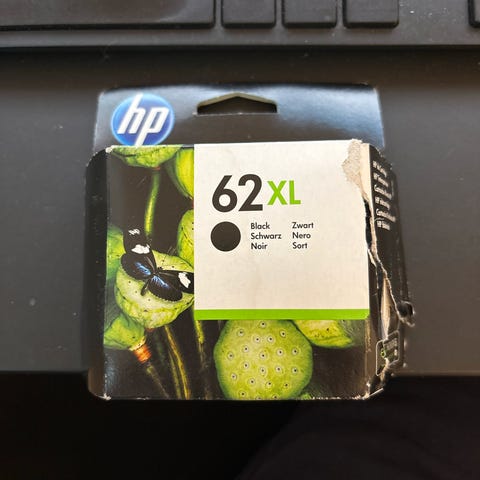 hp
62XL
Black Zwart
Schwarz Nero
Noir Sort